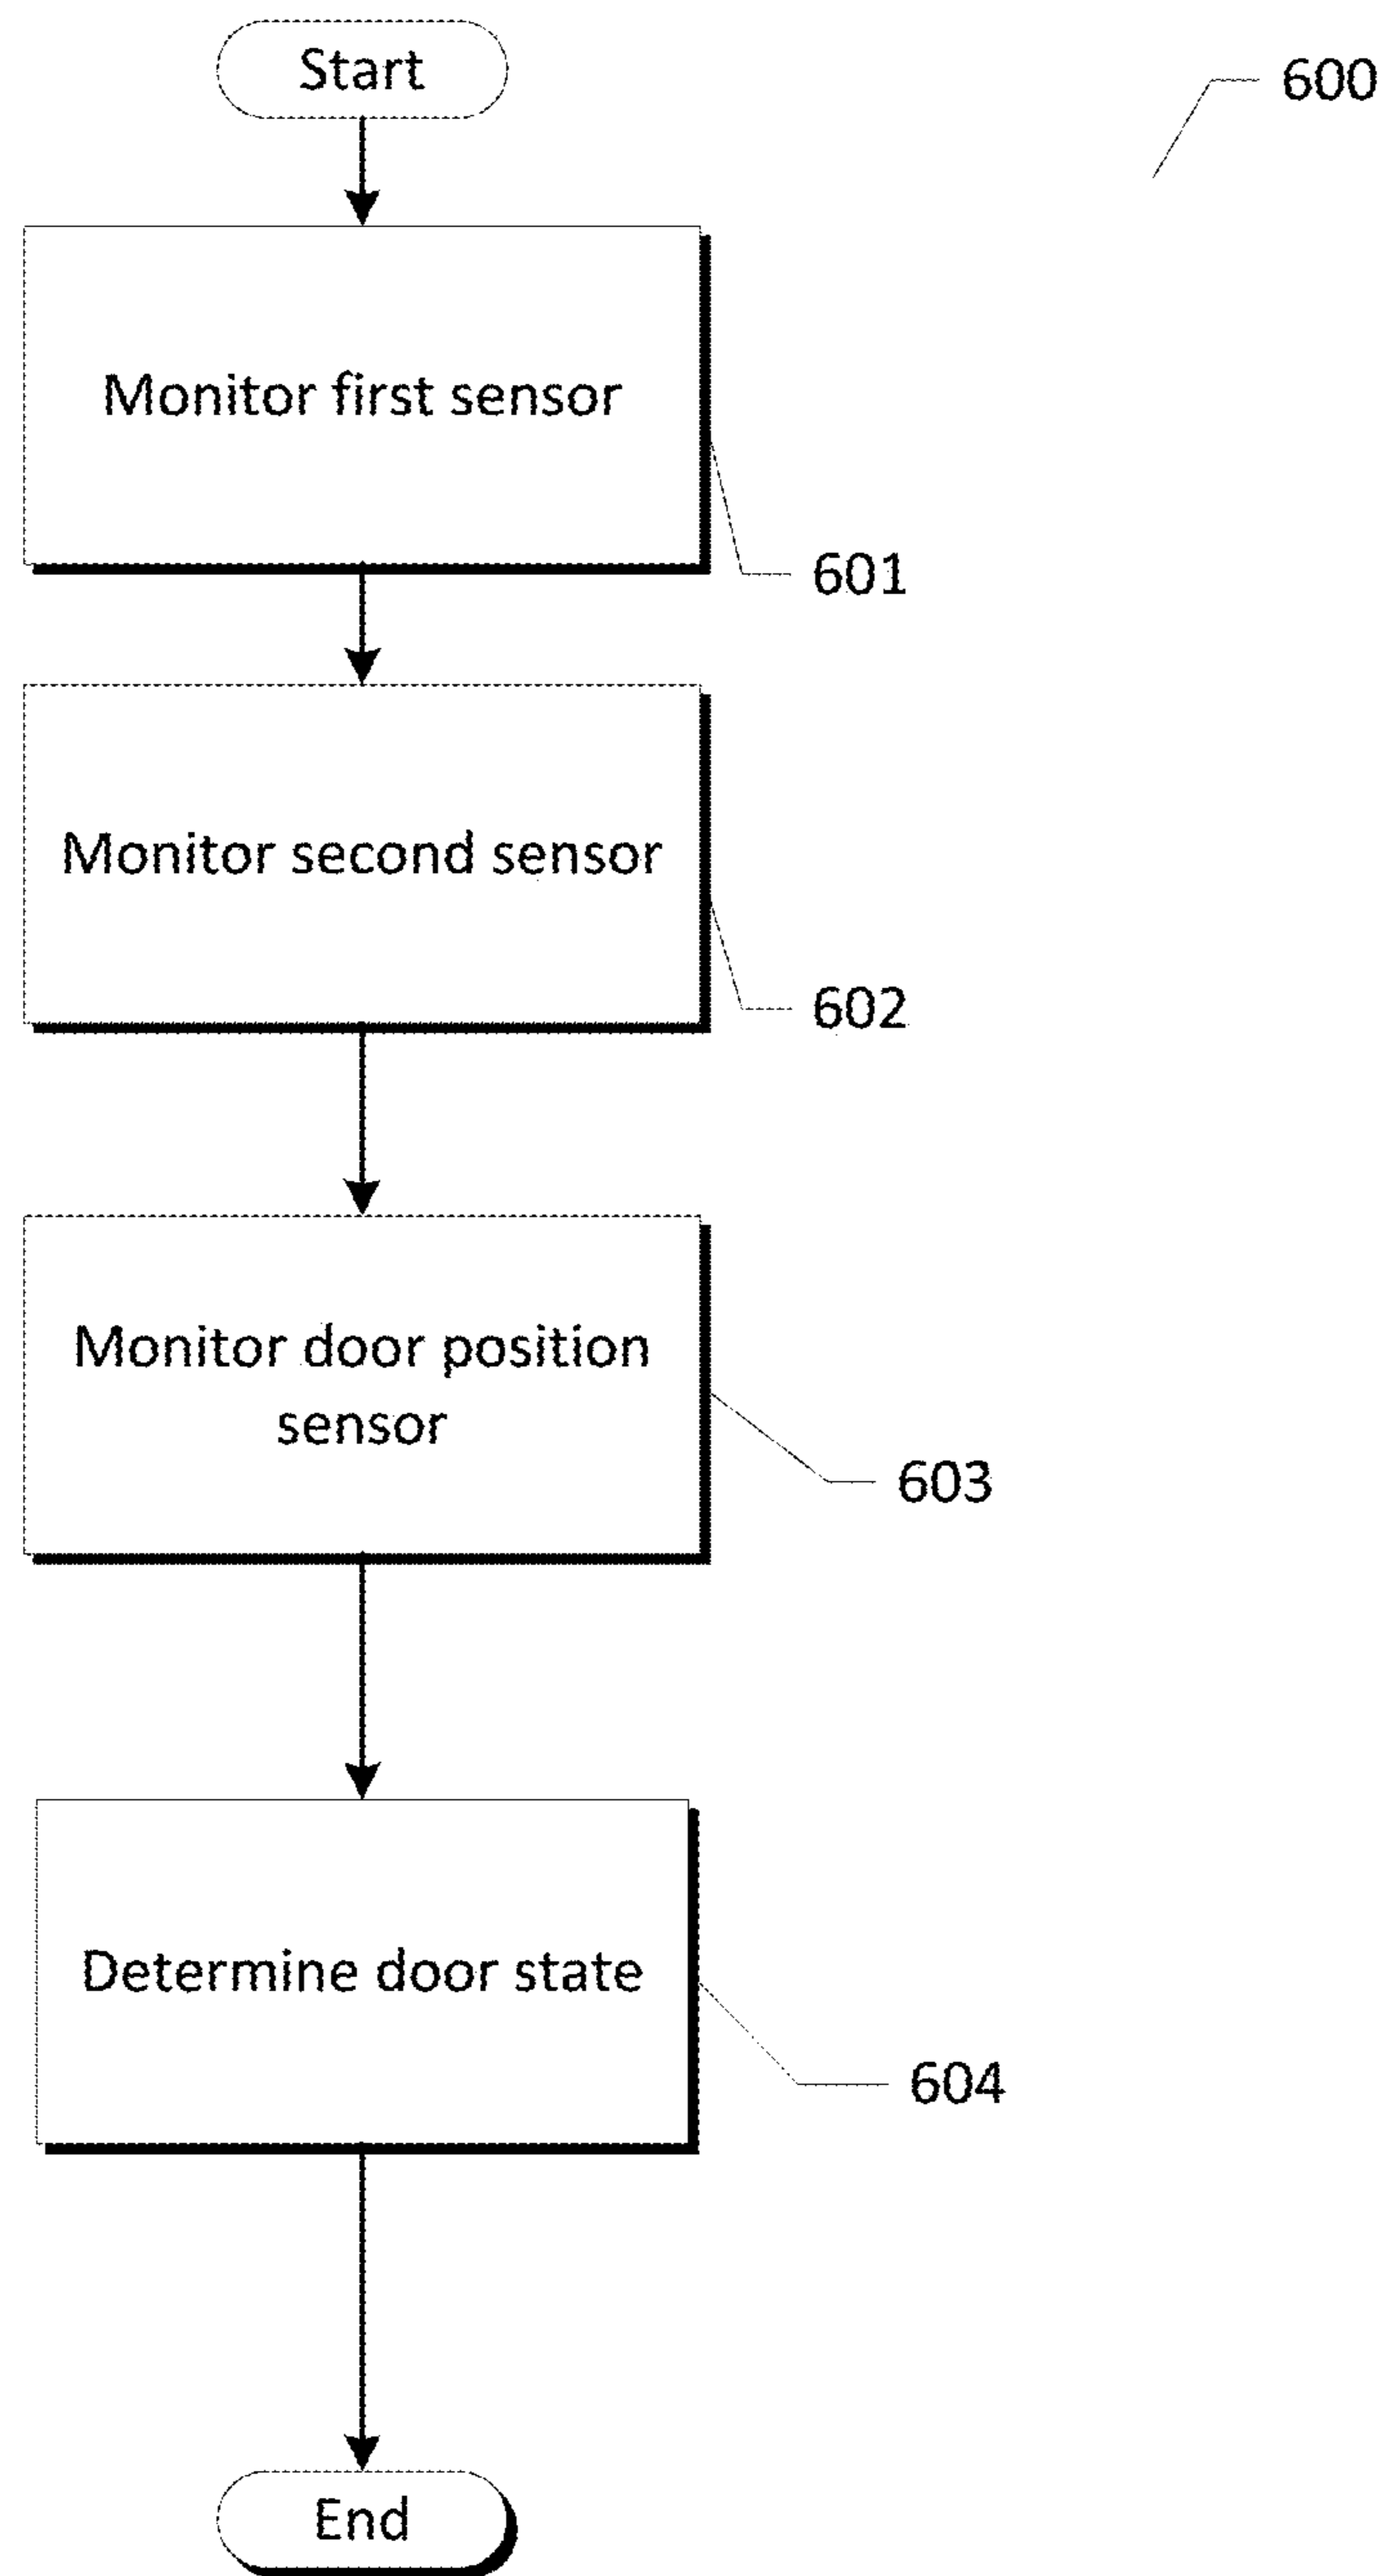 Start
600
Monitor first sensor
601
Monitor second sensor
602
Monitor door position
sensor
603
Determine door state
604
End